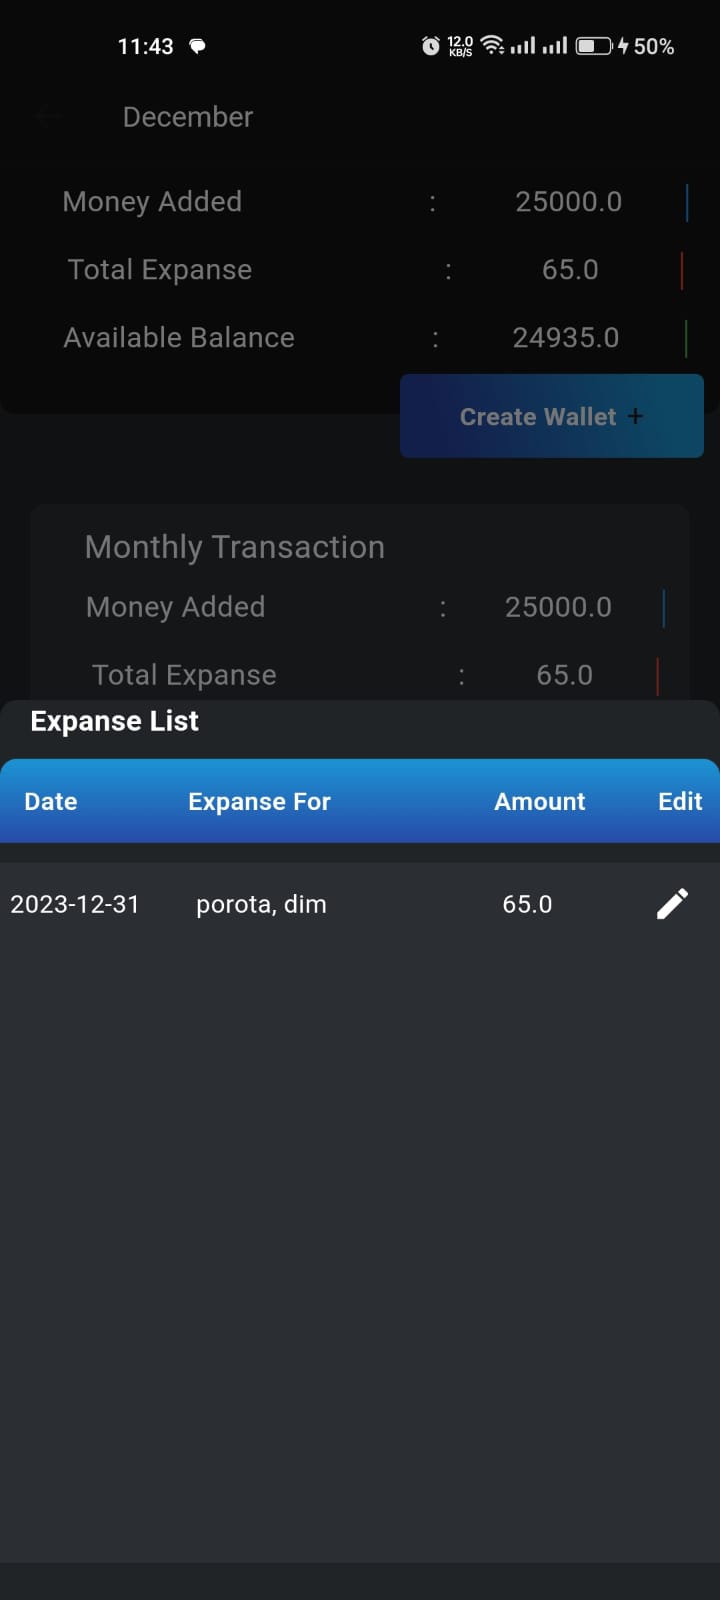 11:43 12.0 KB/S 50%
December
Money Added : 25000.0
Total Expanse : 65.0
Available Balance : 24935.0
Create Wallet +
Monthly Transaction
Money Added : 25000.0
Total Expanse : 65.0
Expanse List
Date Expanse For Amount Edit
2023-12-31 porota, dim 65.0